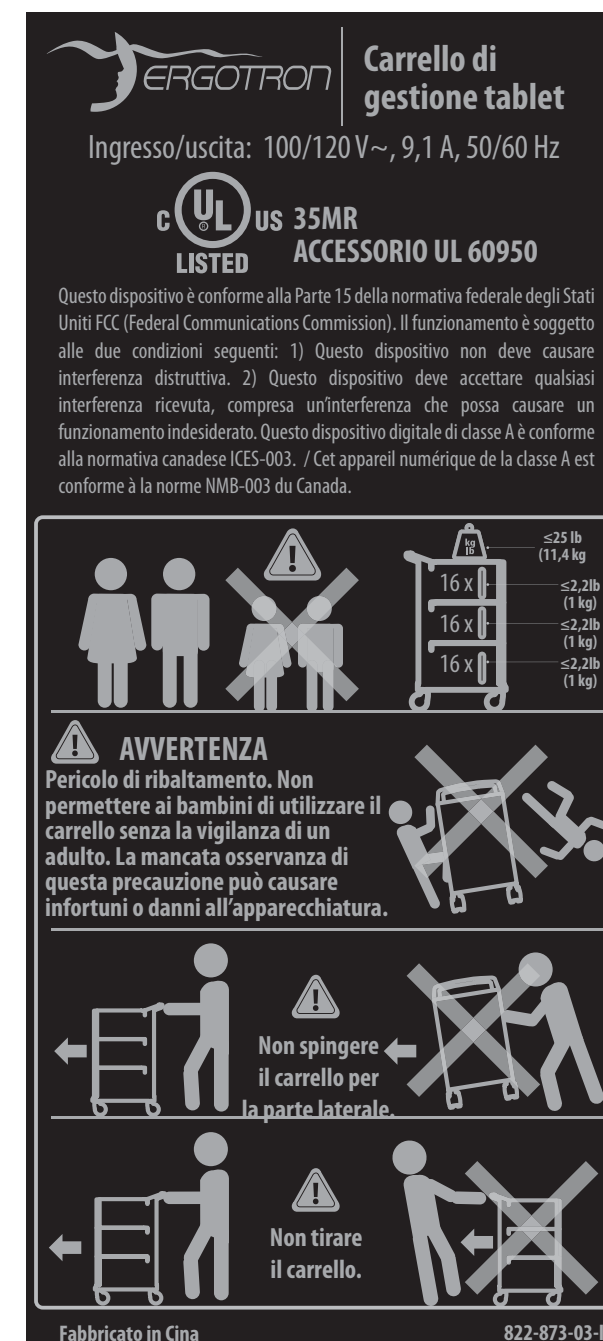 ERGOTRON
Carrello di
gestione tablet
Ingresso/uscita: 100/120 V~, 9,1 A, 50/60 Hz
C UL US
LISTED
35MR
ACCESSORIO UL 60950
Questo dispositivo è conforme alla Parte 15 della normativa federale degli Stati
Uniti FCC (Federal Communications Commission). Il funzionamento è soggetto
alle due condizioni seguenti: 1) Questo dispositivo non deve causare
interferenza distruttiva. 2) Questo dispositivo deve accettare qualsiasi
interferenza ricevuta, compresa un'interferenza che possa causare un
funzionamento indesiderato. Questo dispositivo digitale di classe A è conforme
alla normativa canadese ICES-003. / Cet appareil numérique de la classe A est
conforme à la norme NMB-003 du Canada.
kg
lb
≤25 lb
(11,4 kg
16 x
≤2,2lb
(1 kg)
16 x
≤2,2lb
(1 kg)
16 x
≤2,2lb
(1 kg)
AVVERTENZA
Pericolo di ribaltamento. Non
permettere ai bambini di utilizzare il
carrello senza la vigilanza di un
adulto. La mancata osservanza di
questa precauzione può causare
infortuni o danni all'apparecchiatura.
Non spingere
il carrello per
la parte laterale.
Non tirare
il carrello.
Fabbricato in Cina
822-873-03-